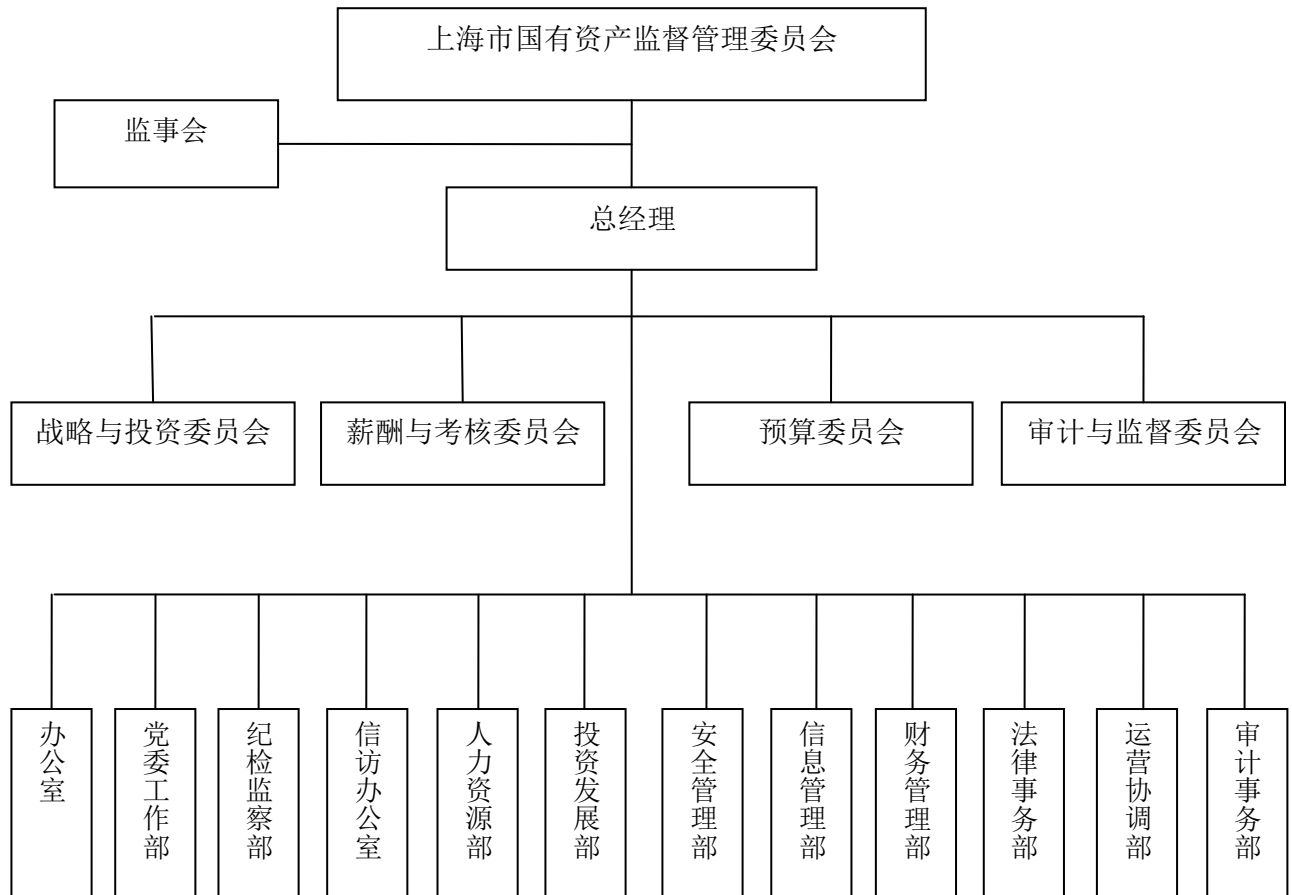 上海市国有资产监督管理委员会
监事会
总经理
战略与投资委员会
薪酬与考核委员会
预算委员会
审计与监督委员会
办公室
党委工作部
纪检监察部
信访办公室
人力资源部
投资发展部
安全管理部
信息管理部
财务管理部
法律事务部
运营协调部
审计事务部